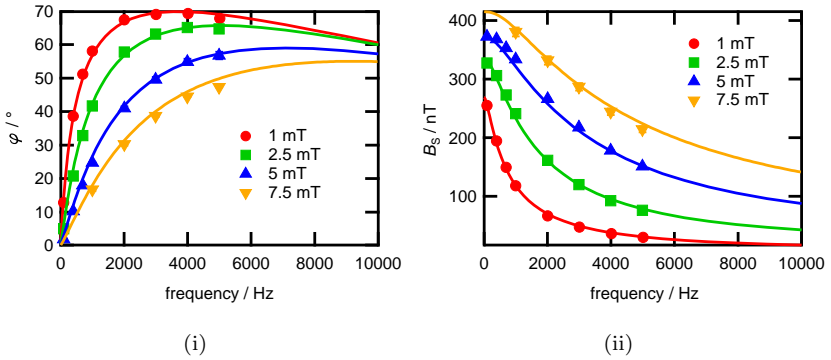 70
60
50
40
30
20
10
0
φ / °
0 2000 4000 6000 8000 10000
frequency / Hz
1 mT
2.5 mT
5 mT
7.5 mT
(i)
400
300
200
100
B_S / nT
0 2000 4000 6000 8000 10000
frequency / Hz
1 mT
2.5 mT
5 mT
7.5 mT
(ii)